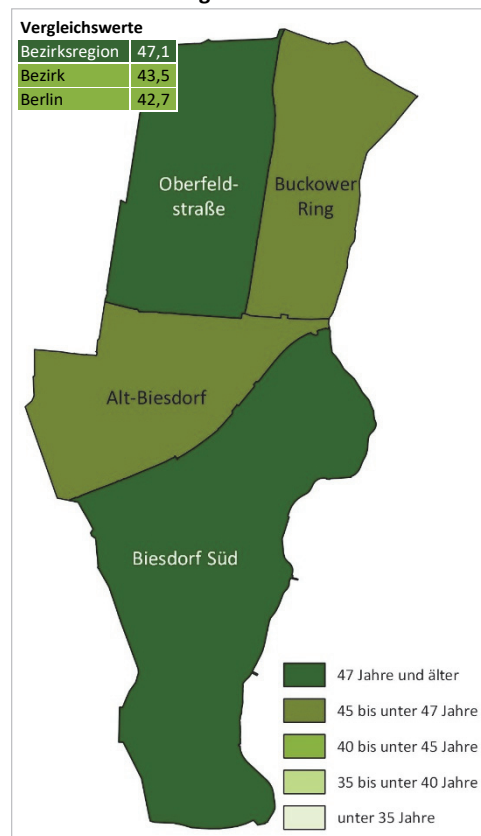 Vergleichswerte
Bezirksregion 47,1
Bezirk 43,5
Berlin 42,7
Oberfeld-
straße
Buckower
Ring
Alt-Biesdorf
Biesdorf Süd
47 Jahre und älter
45 bis unter 47 Jahre
40 bis unter 45 Jahre
35 bis unter 40 Jahre
unter 35 Jahre